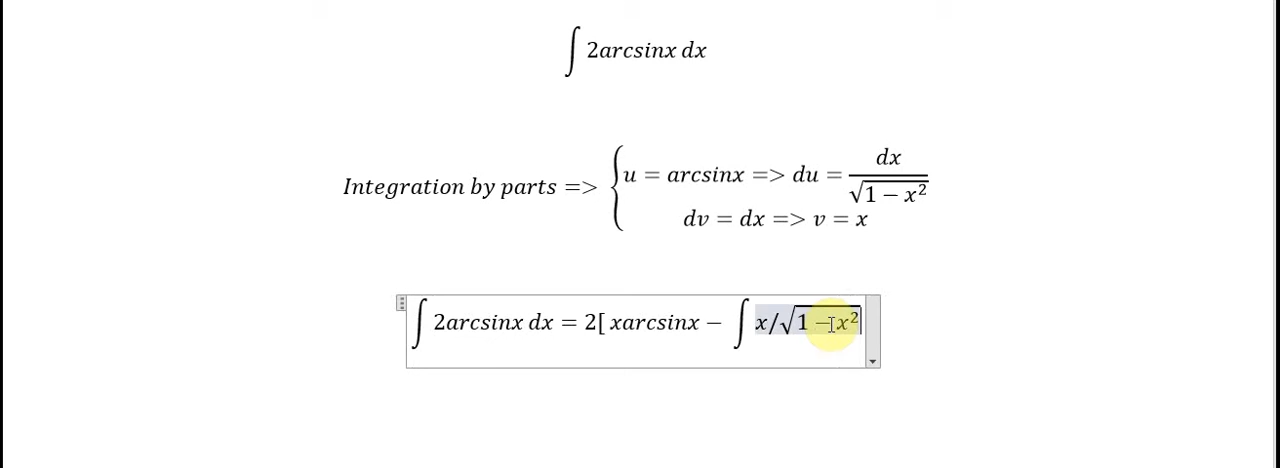 ∫ 2arcsinx dx
Integration by parts => { u = arcsinx => du = dx/√(1 − x²)
dv = dx => v = x
∫ 2arcsinx dx = 2[ xarcsinx − ∫ x/√(1 − x²)